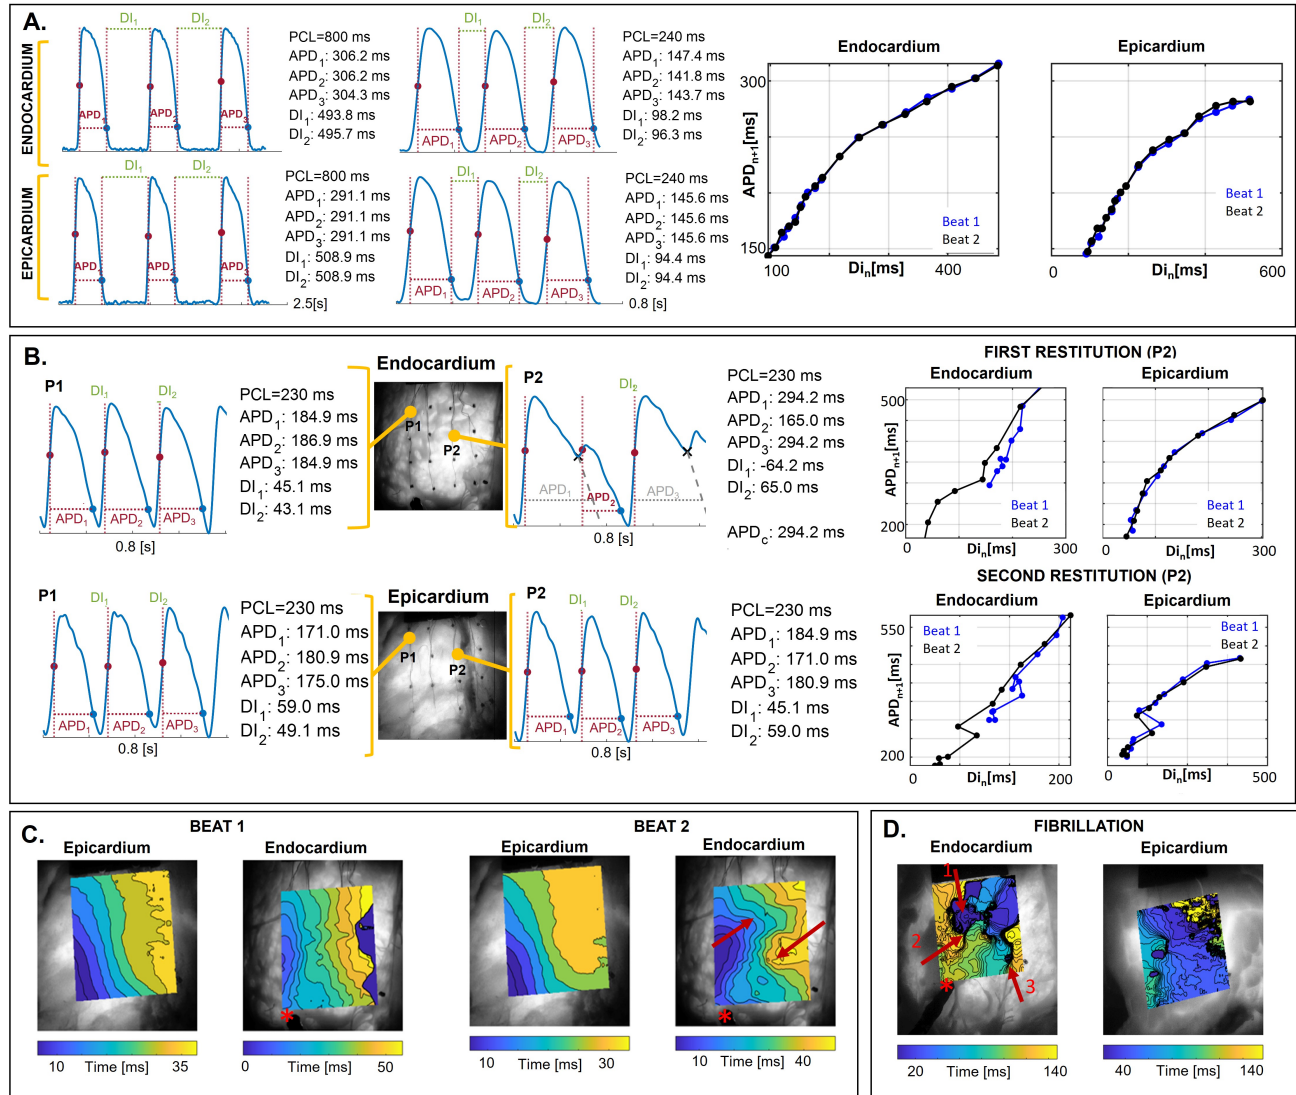 A.
ENDOCARDIUM
DI1
DI2
APD1
APD2
APD3
PCL=800 ms
APD1: 306.2 ms
APD2: 306.2 ms
APD3: 304.3 ms
DI1: 493.8 ms
DI2: 495.7 ms
DI1
DI2
APD1
APD2
APD3
PCL=240 ms
APD1: 147.4 ms
APD2: 141.8 ms
APD3: 143.7 ms
DI1: 98.2 ms
DI2: 96.3 ms
EPICARDIUM
DI1
DI2
APD1
APD2
APD3
2.5[s]
PCL=800 ms
APD1: 291.1 ms
APD2: 291.1 ms
APD3: 291.1 ms
DI1: 508.9 ms
DI2: 508.9 ms
DI1
DI2
APD1
APD2
APD3
0.8 [s]
PCL=240 ms
APD1: 145.6 ms
APD2: 145.6 ms
APD3: 145.6 ms
DI1: 94.4 ms
DI2: 94.4 ms
Endocardium
300
APDn+1[ms]
150
Beat 1
Beat 2
100
Din[ms]
400
Epicardium
Beat 1
Beat 2
0
Din[ms]
600
B.
P1
DI1
DI2
APD1
APD2
APD3
0.8 [s]
PCL=230 ms
APD1: 184.9 ms
APD2: 186.9 ms
APD3: 184.9 ms
DI1: 45.1 ms
DI2: 43.1 ms
Endocardium
P1
P2
P2
DI2
APD1
APD2
APD3
0.8 [s]
PCL=230 ms
APD1: 294.2 ms
APD2: 165.0 ms
APD3: 294.2 ms
DI1: -64.2 ms
DI2: 65.0 ms
APDc: 294.2 ms
FIRST RESTITUTION (P2)
Endocardium
500
APDn+1[ms]
200
Beat 1
Beat 2
0
Din[ms]
300
Epicardium
Beat 1
Beat 2
0
Din[ms]
300
P1
DI1
DI2
APD1
APD2
APD3
0.8 [s]
PCL=230 ms
APD1: 171.0 ms
APD2: 180.9 ms
APD3: 175.0 ms
DI1: 59.0 ms
DI2: 49.1 ms
Epicardium
P1
P2
P2
DI1
DI2
APD1
APD2
APD3
0.8 [s]
PCL=230 ms
APD1: 184.9 ms
APD2: 171.0 ms
APD3: 180.9 ms
DI1: 45.1 ms
DI2: 59.0 ms
SECOND RESTITUTION (P2)
Endocardium
550
APDn+1[ms]
200
Beat 1
Beat 2
0
Din[ms]
200
Epicardium
Beat 1
Beat 2
0
Din[ms]
500
C.
BEAT 1
Epicardium
10 Time [ms] 35
Endocardium
*
0 Time [ms] 50
BEAT 2
Epicardium
10 Time [ms] 30
Endocardium
*
10 Time [ms] 40
D.
FIBRILLATION
Endocardium
1
2
3
*
20 Time [ms] 140
Epicardium
40 Time [ms] 140